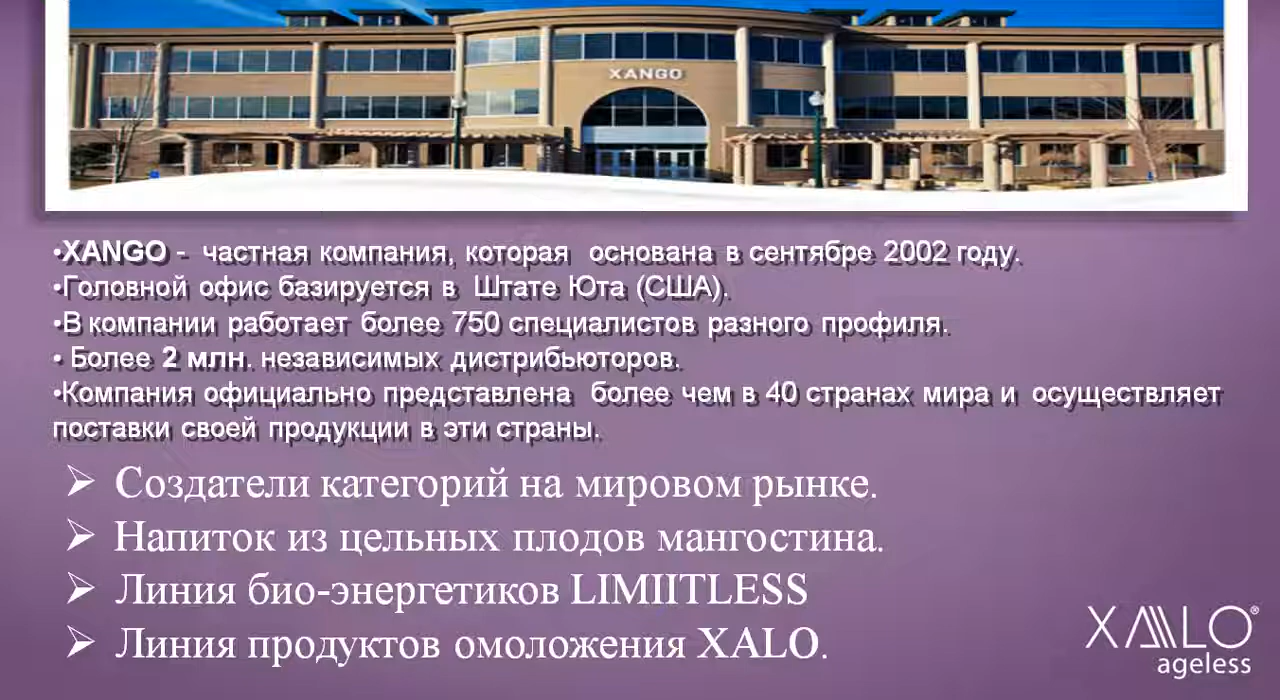 XANGO
•XANGO - частная компания, которая основана в сентябре 2002 году.
•Головной офис базируется в Штате Юта (США).
•В компании работает более 750 специалистов разного профиля.
• Более 2 млн. независимых дистрибьюторов.
•Компания официально представлена более чем в 40 странах мира и осуществляет
поставки своей продукции в эти страны.
➢ Создатели категорий на мировом рынке.
➢ Напиток из цельных плодов мангостина.
➢ Линия био-энергетиков LIMIITLESS
➢ Линия продуктов омоложения XALO.
XALO®
ageless